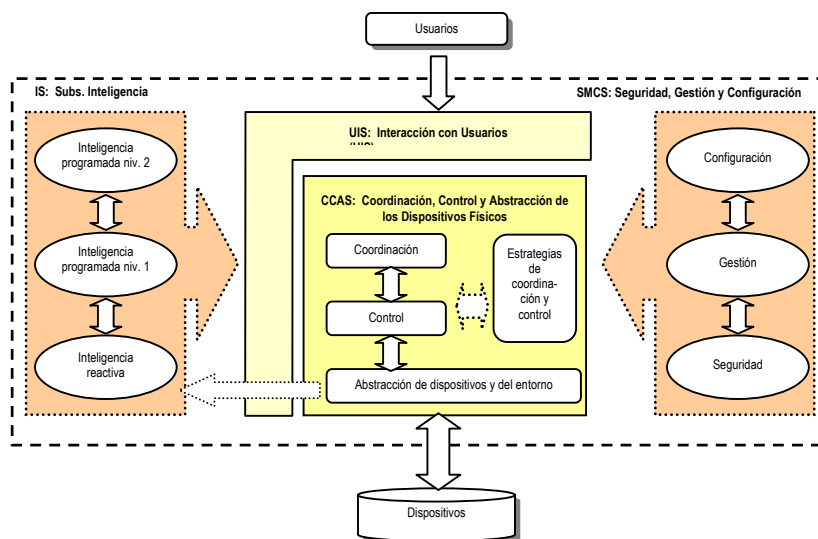 Usuarios
IS: Subs. Inteligencia
SMCS: Seguridad, Gestión y Configuración
Inteligencia
programada niv. 2
UIS: Interacción con Usuarios
(UIS)
Configuración
CCAS: Coordinación, Control y Abstracción de
los Dispositivos Físicos
Inteligencia
programada niv. 1
Coordinación
Estrategias
de
coordina-
ción y
control
Gestión
Control
Inteligencia
reactiva
Seguridad
Abstracción de dispositivos y del entorno
Dispositivos